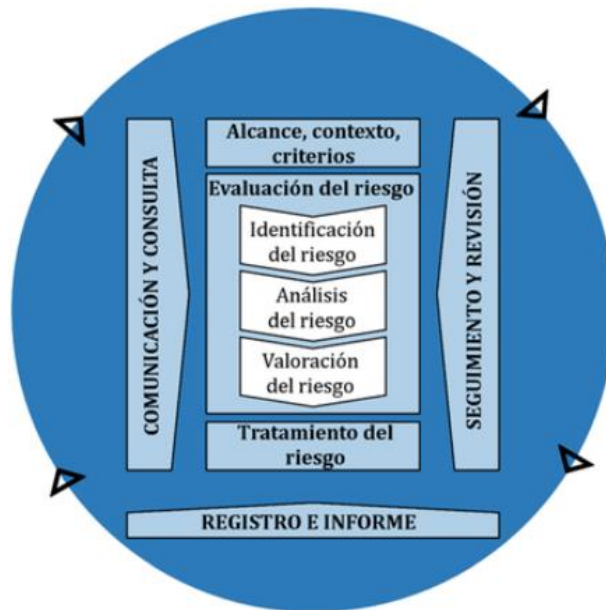 Alcance, contexto,
criterios
Evaluación del riesgo
Identificación
del riesgo
Análisis
del riesgo
Valoración
del riesgo
Tratamiento del
riesgo
COMUNICACIÓN Y CONSULTA
SEGUIMIENTO Y REVISIÓN
REGISTRO E INFORME